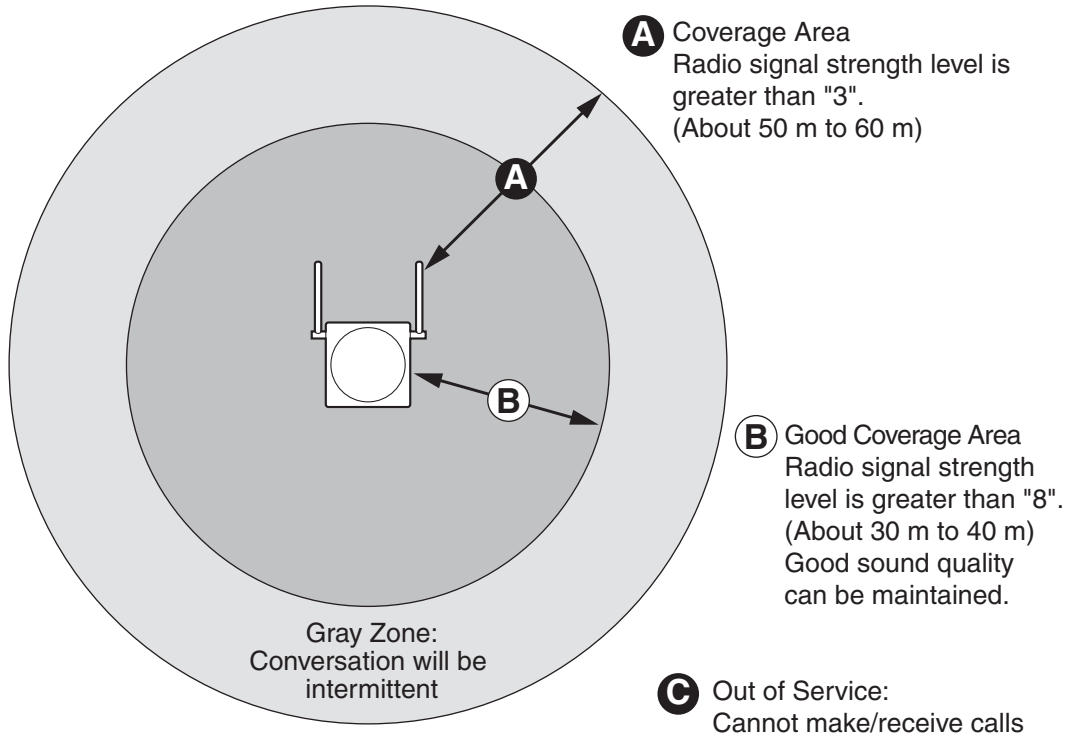 A Coverage Area
Radio signal strength level is
greater than "3".
(About 50 m to 60 m)
A
B
B Good Coverage Area
Radio signal strength
level is greater than "8".
(About 30 m to 40 m)
Good sound quality
can be maintained.
Gray Zone:
Conversation will be
intermittent
C Out of Service:
Cannot make/receive calls